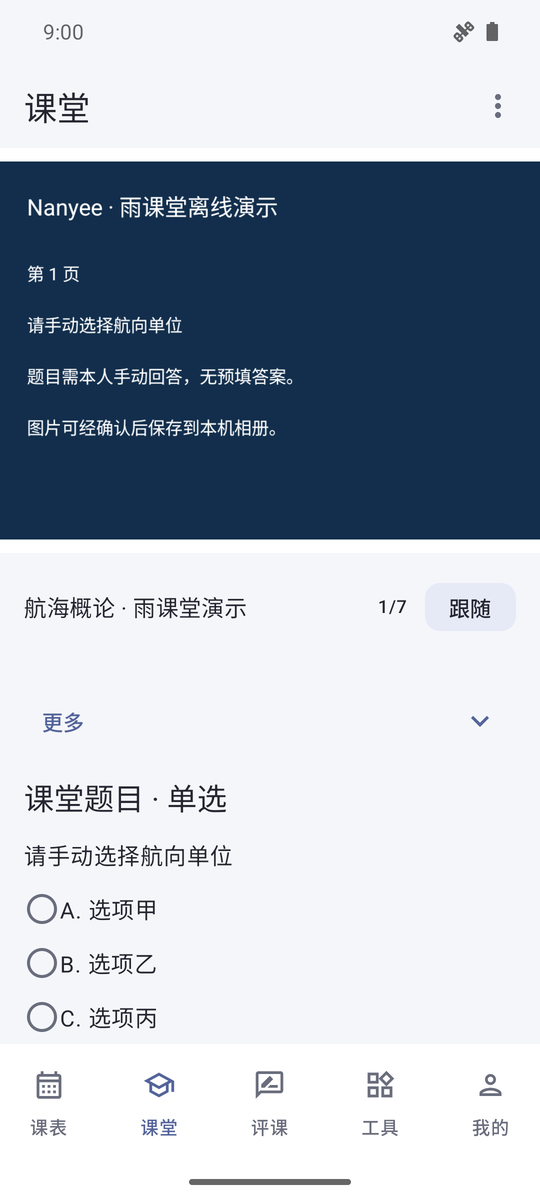 9:00
课堂
Nanyee · 雨课堂离线演示
第 1 页
请手动选择航向单位
题目需本人手动回答，无预填答案。
图片可经确认后保存到本机相册。
航海概论 · 雨课堂演示
1/7
跟随
更多
课堂题目 · 单选
请手动选择航向单位
A. 选项甲
B. 选项乙
C. 选项丙
课表
课堂
评课
工具
我的